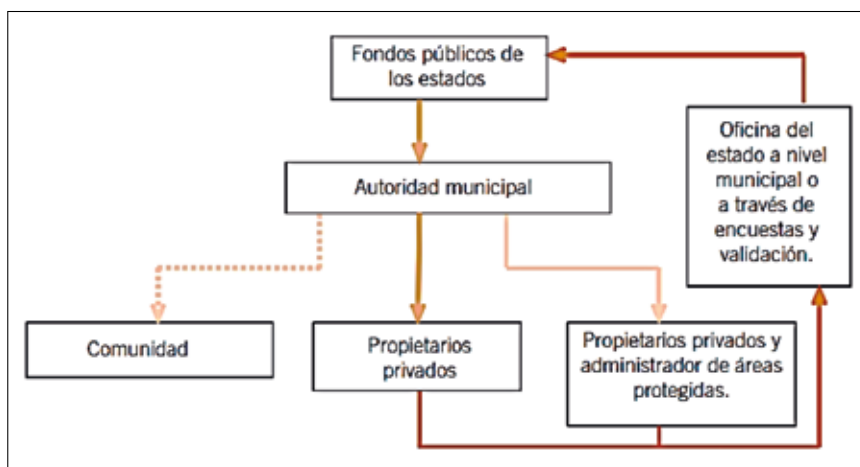 Fondos públicos de
los estados
Oficina del
estado a nivel
municipal o
a través de
encuestas y
validación.
Autoridad municipal
Comunidad
Propietarios
privados
Propietarios privados y
administrador de áreas
protegidas.